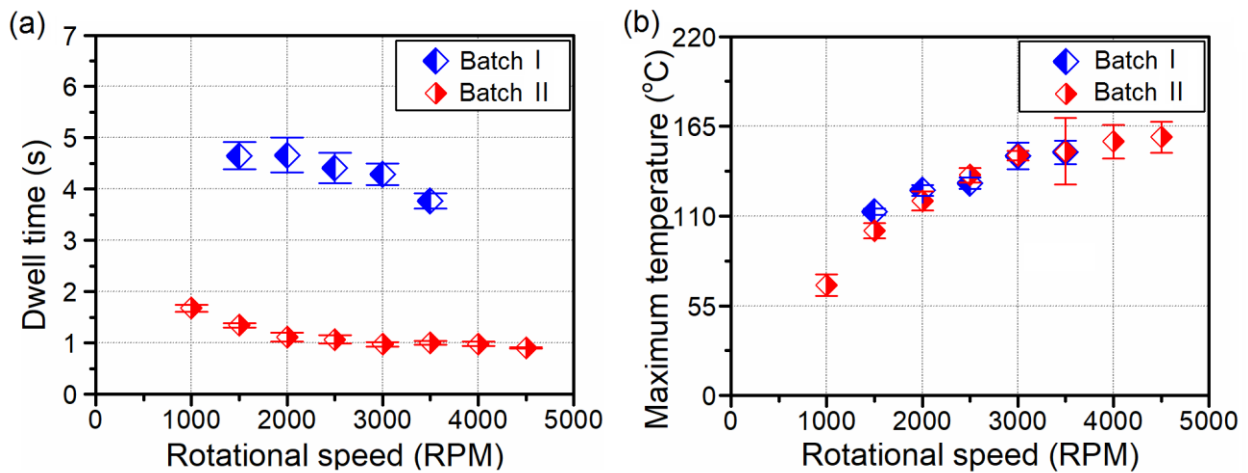 (a)
7
6
5
4
3
2
1
0
Dwell time (s)
Batch I
Batch II
0 1000 2000 3000 4000 5000
Rotational speed (RPM)
(b)
220
165
110
55
0
Maximum temperature (°C)
Batch I
Batch II
0 1000 2000 3000 4000 5000
Rotational speed (RPM)